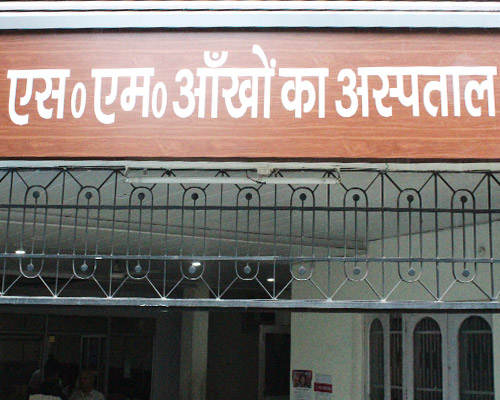 एस० एम० आँखों का अस्पताल